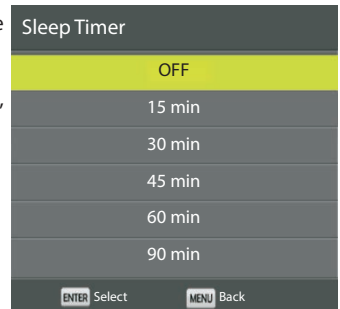 e
Sleep Timer
OFF
,
15 min
30 min
45 min
60 min
90 min
ENTER Select MENU Back